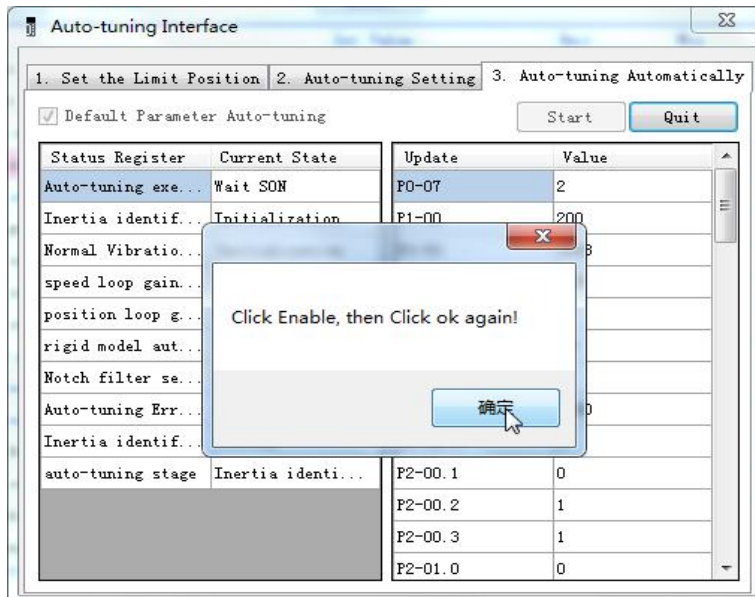 Auto-tuning Interface
1. Set the Limit Position
2. Auto-tuning Setting
3. Auto-tuning Automatically
Default Parameter Auto-tuning
Start
Quit
Status Register Current State
Update Value
Auto-tuning exe... Wait SON
P0-07 2
Inertia identif... Initialization
P1-00 200
Normal Vibratio...
speed loop gain...
position loop g...
Click Enable, then Click ok again!
rigid model aut...
Notch filter se...
Auto-tuning Err...
确定
Inertia identif...
auto-tuning stage Inertia identi...
P2-00.1 0
P2-00.2 1
P2-00.3 1
P2-01.0 0